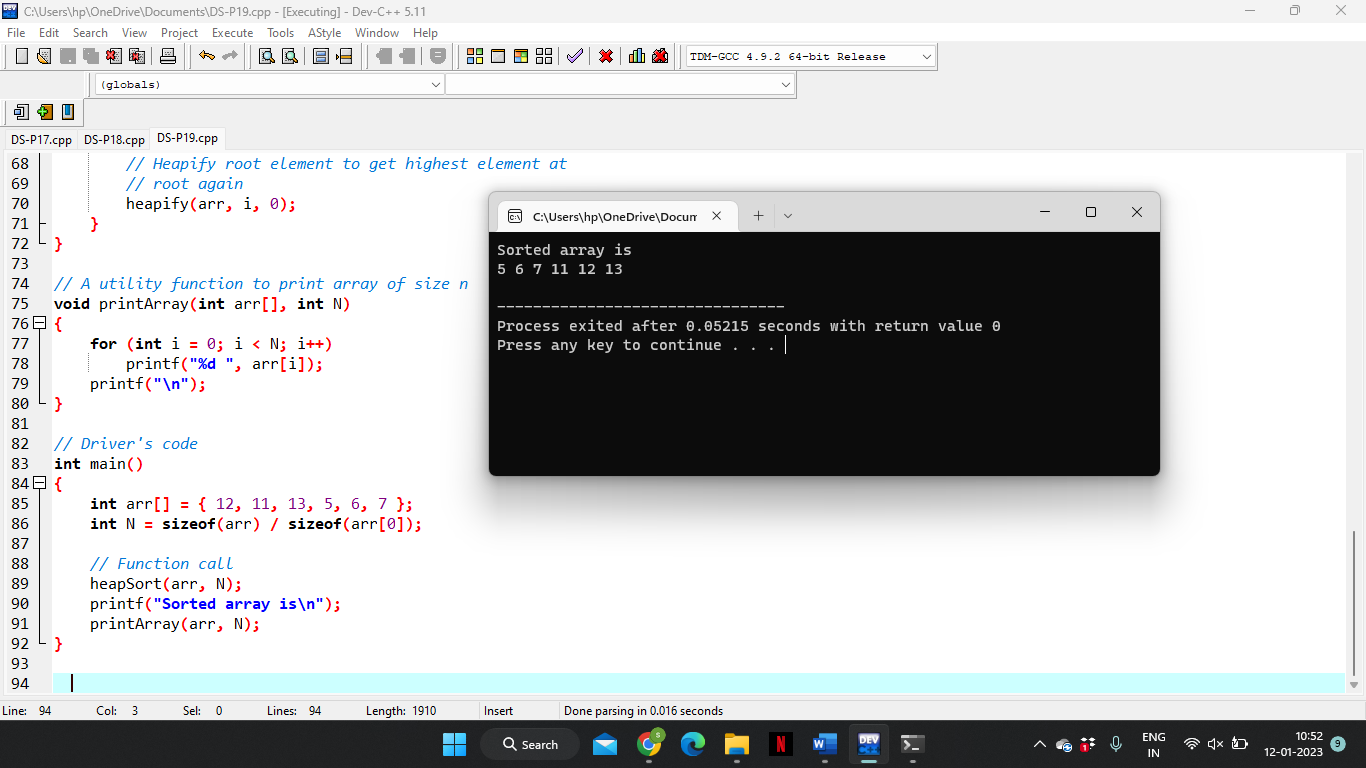 C:\Users\hp\OneDrive\Documents\DS-P19.cpp - [Executing] - Dev-C++ 5.11
File Edit Search View Project Execute Tools AStyle Window Help
TDM-GCC 4.9.2 64-bit Release
(globals)
DS-P17.cpp DS-P18.cpp DS-P19.cpp
68 // Heapify root element to get highest element at
69 // root again
70 heapify(arr, i, 0);
71 }
72 }
73
74 // A utility function to print array of size n
75 void printArray(int arr[], int N)
76 {
77 for (int i = 0; i < N; i++)
78 printf("%d ", arr[i]);
79 printf("\n");
80 }
81
82 // Driver's code
83 int main()
84 {
85 int arr[] = { 12, 11, 13, 5, 6, 7 };
86 int N = sizeof(arr) / sizeof(arr[0]);
87
88 // Function call
89 heapSort(arr, N);
90 printf("Sorted array is\n");
91 printArray(arr, N);
92 }
93
94
C:\Users\hp\OneDrive\Docum
Sorted array is
5 6 7 11 12 13
--------------------------------
Process exited after 0.05215 seconds with return value 0
Press any key to continue . . .
Line: 94 Col: 3 Sel: 0 Lines: 94 Length: 1910 Insert Done parsing in 0.016 seconds
Search
DEV
ENG
IN
10:52
12-01-2023
9